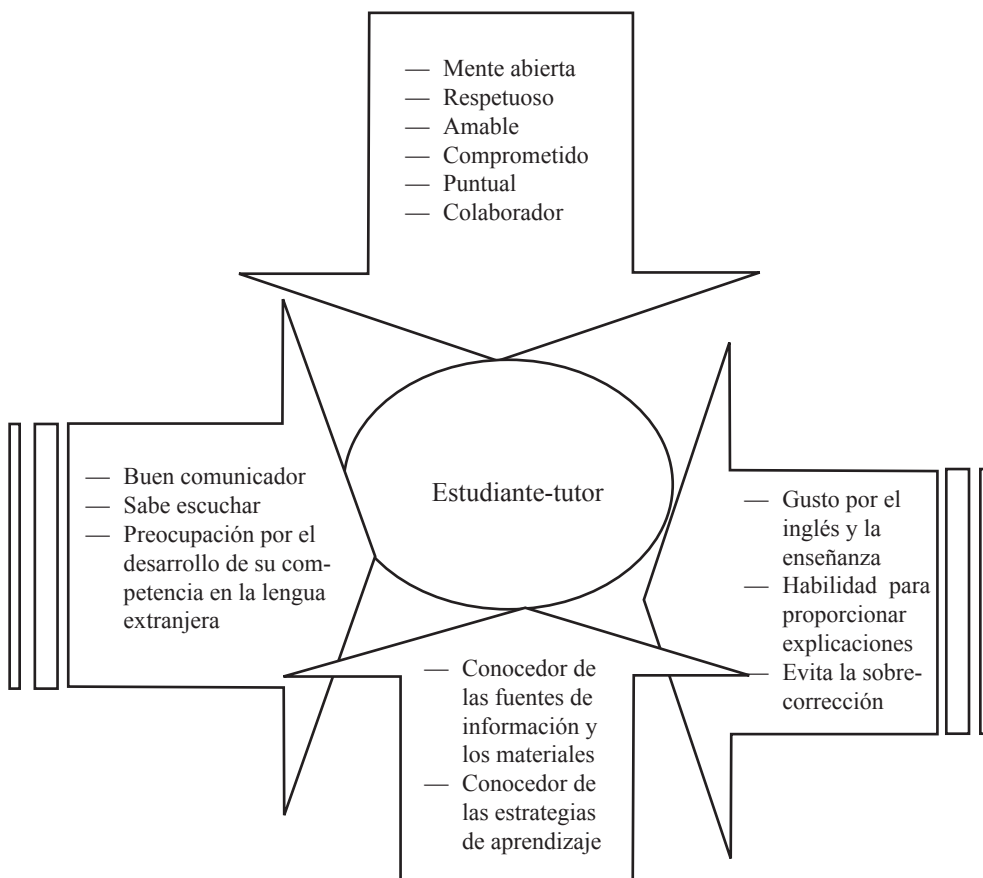 — Mente abierta
— Respetuoso
— Amable
— Comprometido
— Puntual
— Colaborador
— Buen comunicador
— Sabe escuchar
— Preocupación por el
desarrollo de su com-
petencia en la lengua
extranjera
Estudiante-tutor
— Gusto por el
inglés y la
enseñanza
— Habilidad para
proporcionar
explicaciones
— Evita la sobre-
corrección
— Conocedor de
las fuentes de
información y
los materiales
— Conocedor de
las estrategias
de aprendizaje